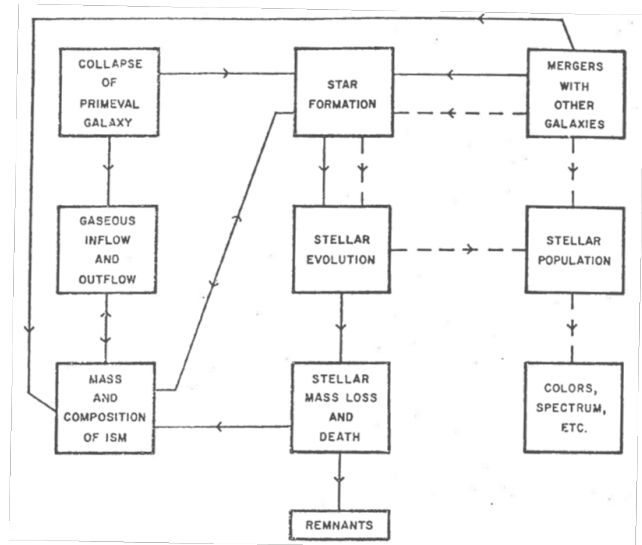 COLLAPSE
OF
PRIMEVAL
GALAXY
STAR
FORMATION
MERGERS
WITH
OTHER
GALAXIES
GASEOUS
INFLOW
AND
OUTFLOW
STELLAR
EVOLUTION
STELLAR
POPULATION
MASS
AND
COMPOSITION
OF ISM
STELLAR
MASS LOSS
AND
DEATH
COLORS,
SPECTRUM,
ETC.
REMNANTS